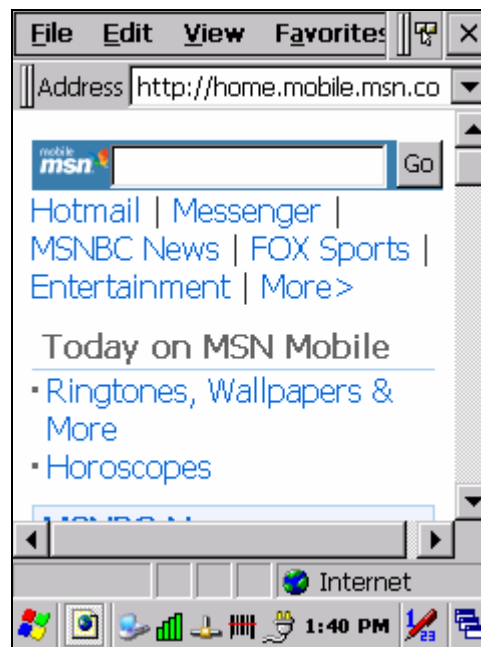 File Edit View Favorites
Address http://home.mobile.msn.co
mobile msn Go
Hotmail | Messenger |
MSNBC News | FOX Sports |
Entertainment | More>
Today on MSN Mobile
Ringtones, Wallpapers &
More
Horoscopes
Internet
1:40 PM